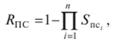 R_ПС = 1 − ∏_{i=1}^{n} S_{ПС_i} ,